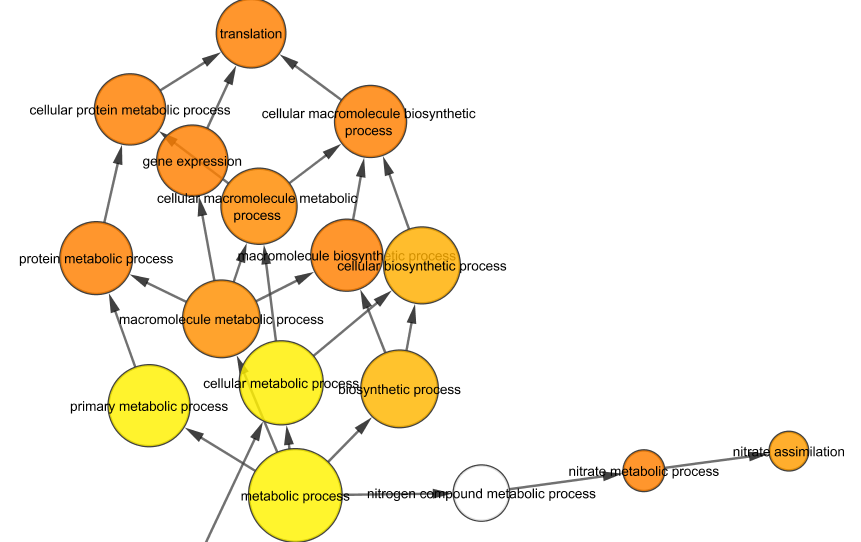 translation
cellular protein metabolic process
cellular macromolecule biosynthetic
process
gene expression
cellular macromolecule metabolic
process
macromolecule biosynthetic process
protein metabolic process
cellular biosynthetic process
macromolecule metabolic process
cellular metabolic process
biosynthetic process
primary metabolic process
nitrate assimilation
nitrate metabolic process
metabolic process
nitrogen compound metabolic process